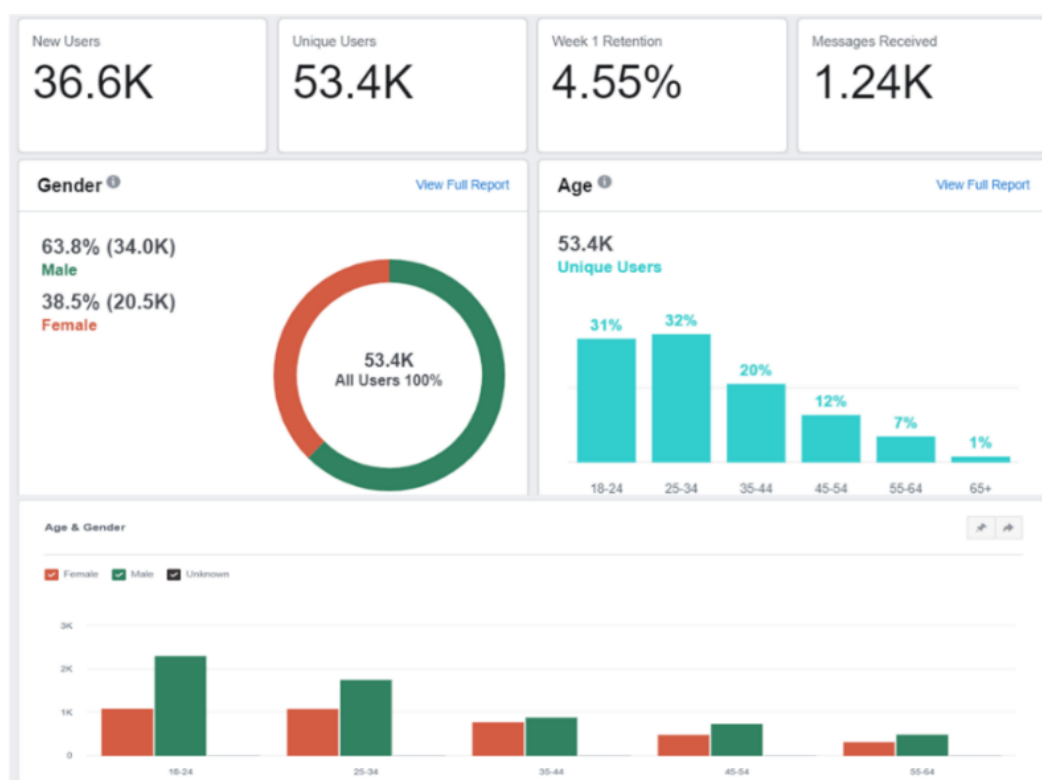 New Users
36.6K
Unique Users
53.4K
Week 1 Retention
4.55%
Messages Received
1.24K
Gender
View Full Report
63.8% (34.0K)
Male
38.5% (20.5K)
Female
53.4K
All Users 100%
Age
View Full Report
53.4K
Unique Users
31% 32% 20% 12% 7% 1%
18-24 25-34 35-44 45-54 55-64 65+
Age & Gender
Female Male Unknown
3K
2K
1K
0
18-24 25-34 35-44 45-54 55-64